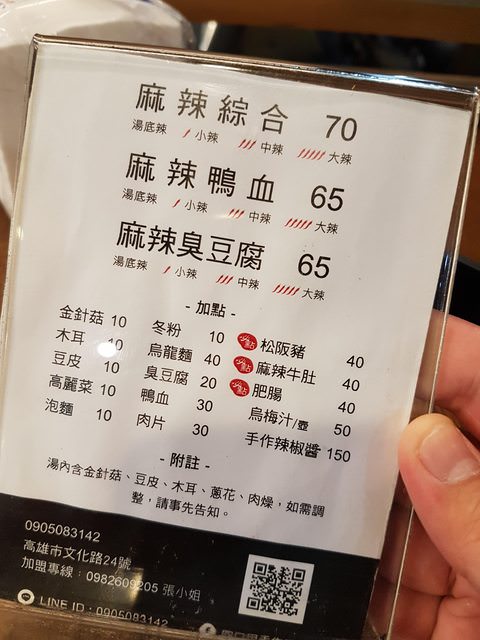 麻辣綜合 70
湯底辣 小辣 中辣 大辣
麻辣鴨血 65
湯底辣 小辣 中辣 大辣
麻辣臭豆腐 65
湯底辣 小辣 中辣 大辣
- 加點 -
金針菇 10
木耳 10
豆皮 10
高麗菜 10
泡麵 10
冬粉 10
烏龍麵 40
臭豆腐 20
鴨血 30
肉片 30
必點 松阪豬 40
必點 麻辣牛肚 40
必點 肥腸 40
烏梅汁/壺 50
手作辣椒醬 150
- 附註 -
湯內含金針菇、豆皮、木耳、蔥花、肉燥，如需調
整，請事先告知。
0905083142
高雄市文化路24號
加盟專線：0982609205 張小姐
LINE ID：0905083142